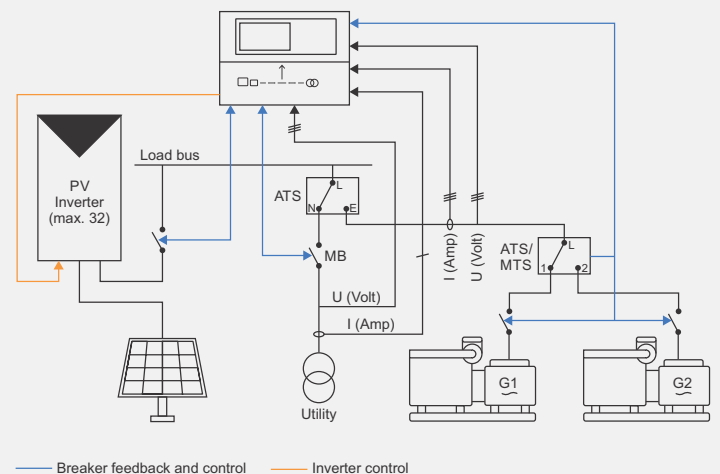 Load bus
PV
Inverter
(max. 32)
ATS
L
N
E
MB
U (Volt)
I (Amp)
I (Amp)
U (Volt)
ATS/
MTS
L
1
2
G1
G2
Utility
Breaker feedback and control
Inverter control